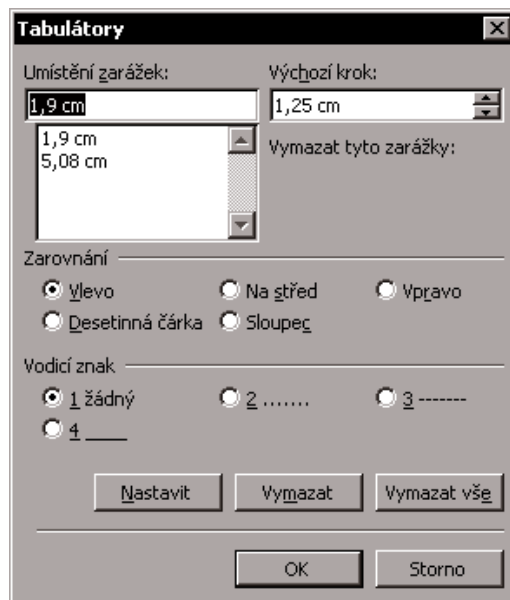 Tabulátory
Umístění zarážek: Výchozí krok:
1,9 cm 1,25 cm
1,9 cm
5,08 cm
Vymazat tyto zarážky:
Zarovnání
Vlevo Na střed Vpravo
Desetinná čárka Sloupec
Vodicí znak
1 žádný 2 ....... 3 -------
4 ____
Nastavit Vymazat Vymazat vše
OK Storno